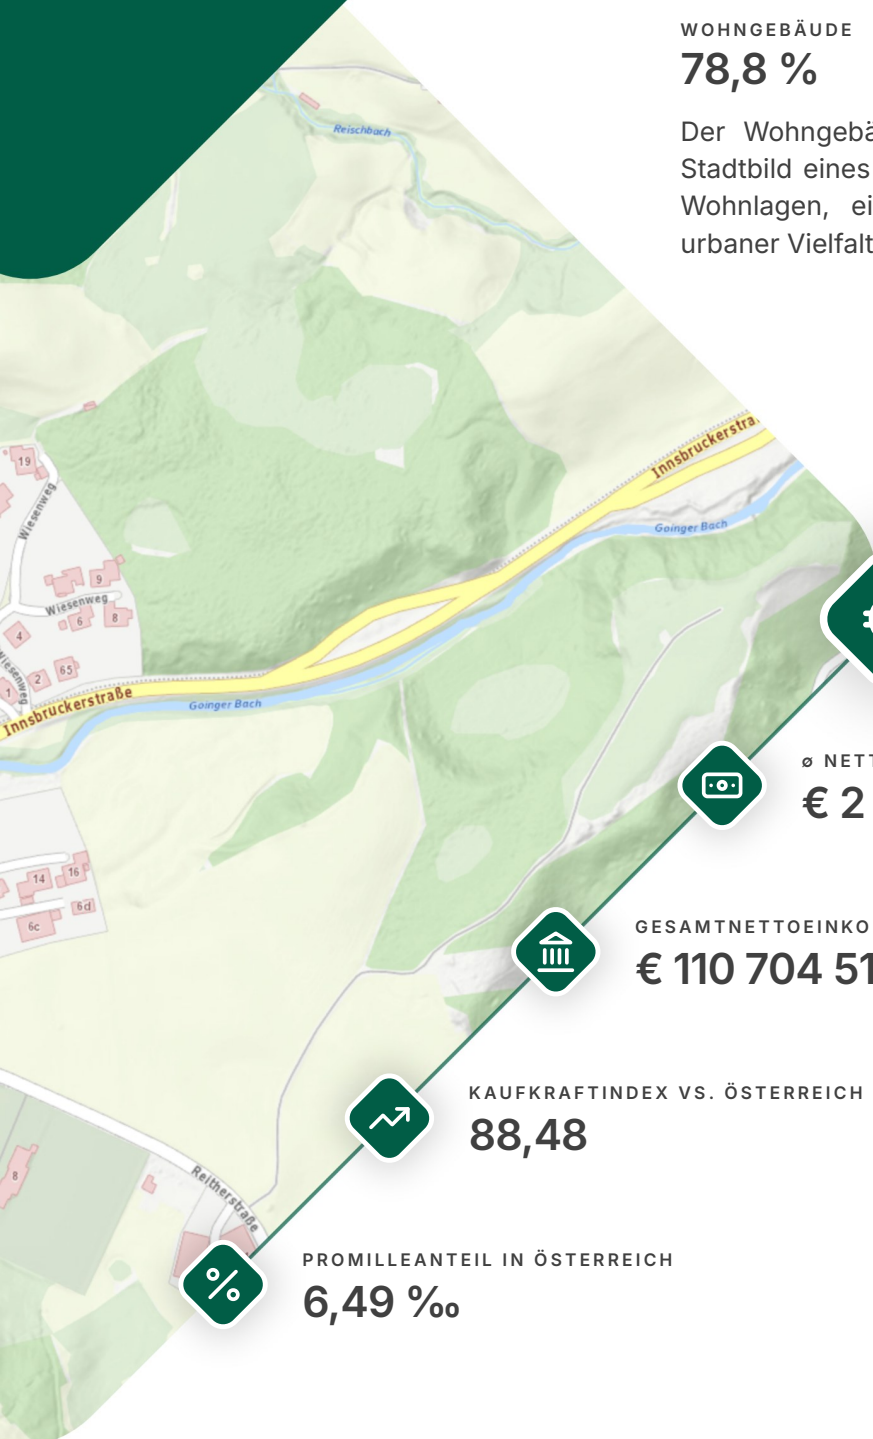 WOHNGEBÄUDE
78,8 %
Der Wohngebä
Stadtbild eines
Wohnlagen, ei
urbaner Vielfalt
Reischbach
Innsbruckerstra
Goinger Bach
19
Wiesenweg
9
Wiesenweg
6
8
4
Wiesenweg
2
65
1
Innsbruckerstraße
Goinger Bach
ø NETT
€ 2
14
16
6d
6c
GESAMTNETTOEINKO
€ 110 704 51
KAUFKRAFTINDEX VS. ÖSTERREICH
88,48
8
Reitherstraße
PROMILLEANTEIL IN ÖSTERREICH
6,49 ‰